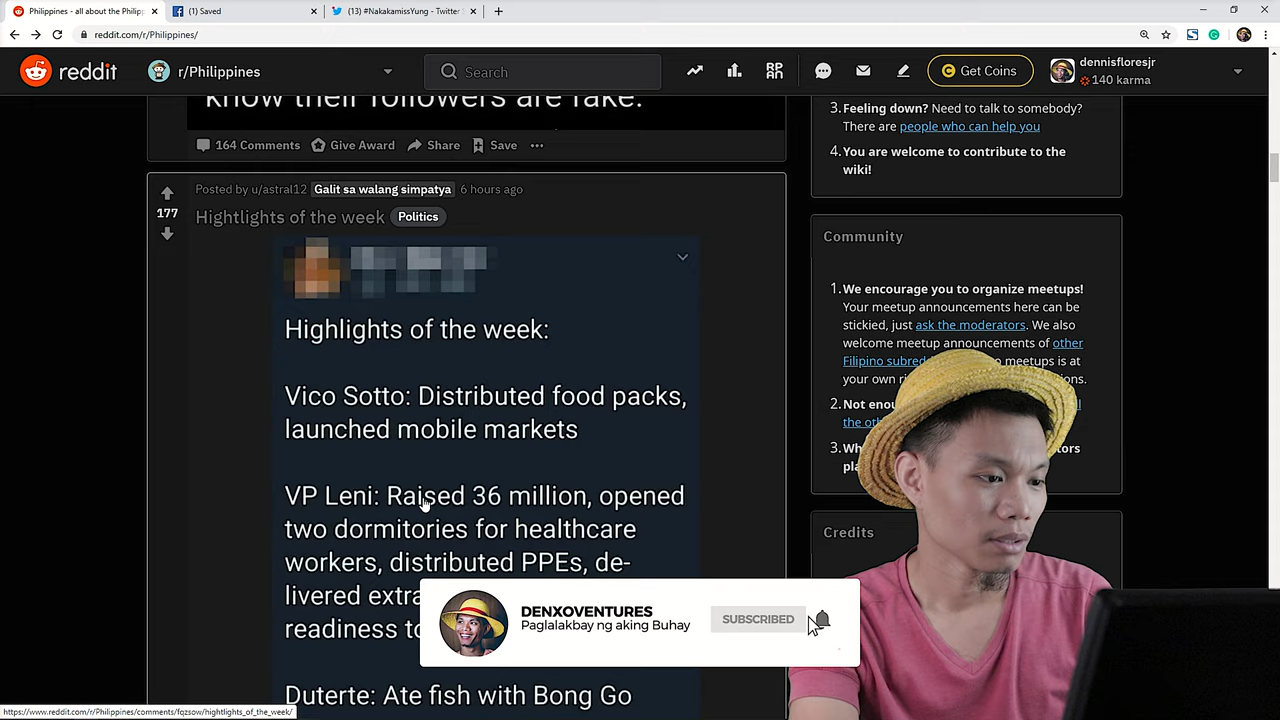 Philippines - all about the Philip
(1) Saved
(13) #NakakamissYung - Twitter
reddit.com/r/Philippines/
reddit
r/Philippines
Search
Get Coins
dennisfloresjr
140 karma
know their followers are fake.
164 Comments
Give Award
Share
Save
Posted by u/astral12
Galit sa walang simpatya
6 hours ago
177
Hightlights of the week
Politics
Highlights of the week:
Vico Sotto: Distributed food packs,
launched mobile markets
VP Leni: Raised 36 million, opened
two dormitories for healthcare
workers, distributed PPEs, de-
livered extra
readiness to
Duterte: Ate fish with Bong Go
3. Feeling down? Need to talk to somebody?
There are people who can help you
4. You are welcome to contribute to the
wiki!
Community
1. We encourage you to organize meetups!
Your meetup announcements here can be
stickied, just ask the moderators. We also
welcome meetup announcements of other
Filipino
meetups is at
your own
2. Not
the
3.
Credits
DENXOVENTURES
Paglalakbay ng aking Buhay
SUBSCRIBED
https://www.reddit.com/r/Philippines/comments/fqzsow/hightlights_of_the_week/